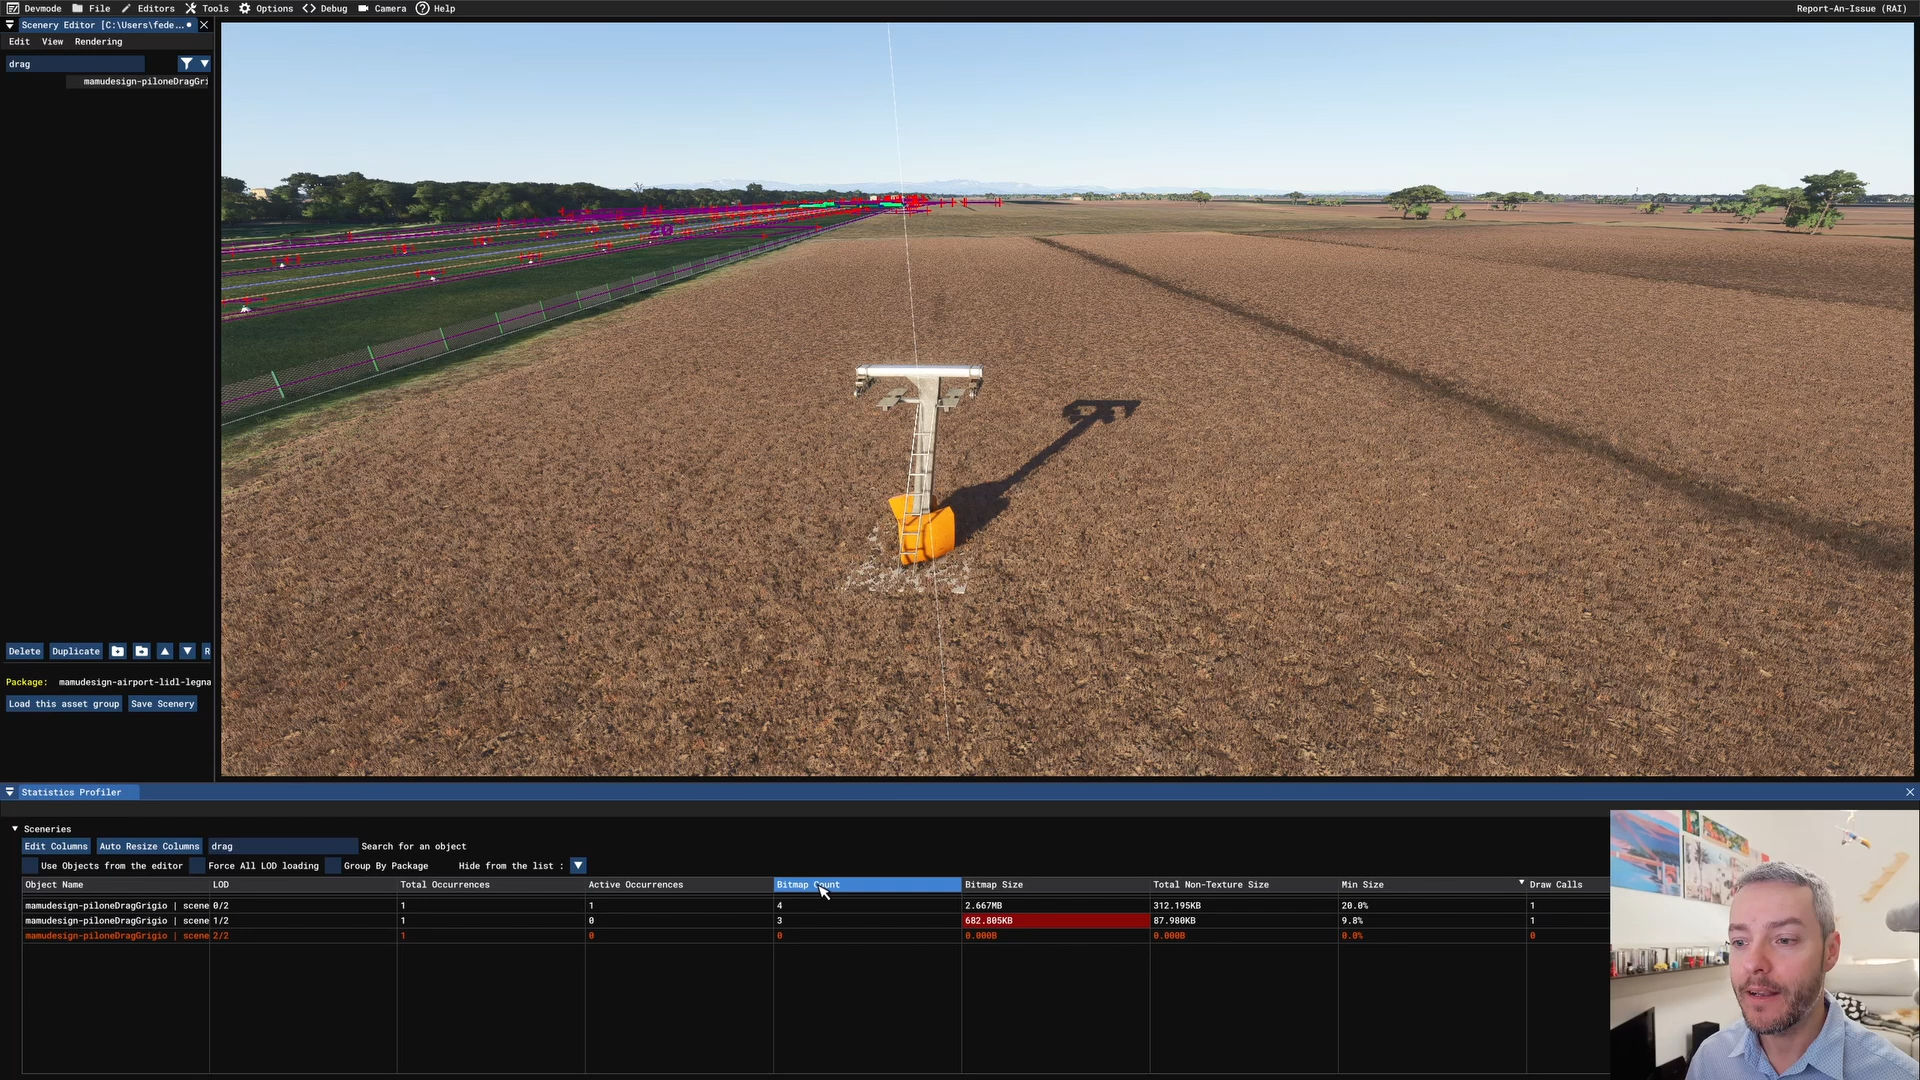 Devmode File Editors Tools Options Debug Camera Help Report-An-Issue (RAI)
Scenery Editor [C:\Users\fede...
Edit View Rendering
drag
mamudesign-piloneDragGri
20
Delete Duplicate R
Package: mamudesign-airport-lidl-legna
Load this asset group Save Scenery
Statistics Profiler
Sceneries
Edit Columns Auto Resize Columns drag Search for an object
Use Objects from the editor Force All LOD loading Group By Package Hide from the list :
Object Name LOD Total Occurrences Active Occurrences Bitmap Count Bitmap Size Total Non-Texture Size Min Size Draw Calls
mamudesign-piloneDragGrigio | scene 0/2 1 1 4 2.667MB 312.195KB 20.0% 1
mamudesign-piloneDragGrigio | scene 1/2 1 0 3 682.805KB 87.980KB 9.8% 1
mamudesign-piloneDragGrigio | scene 2/2 1 0 0 0.000B 0.000B 0.0% 0